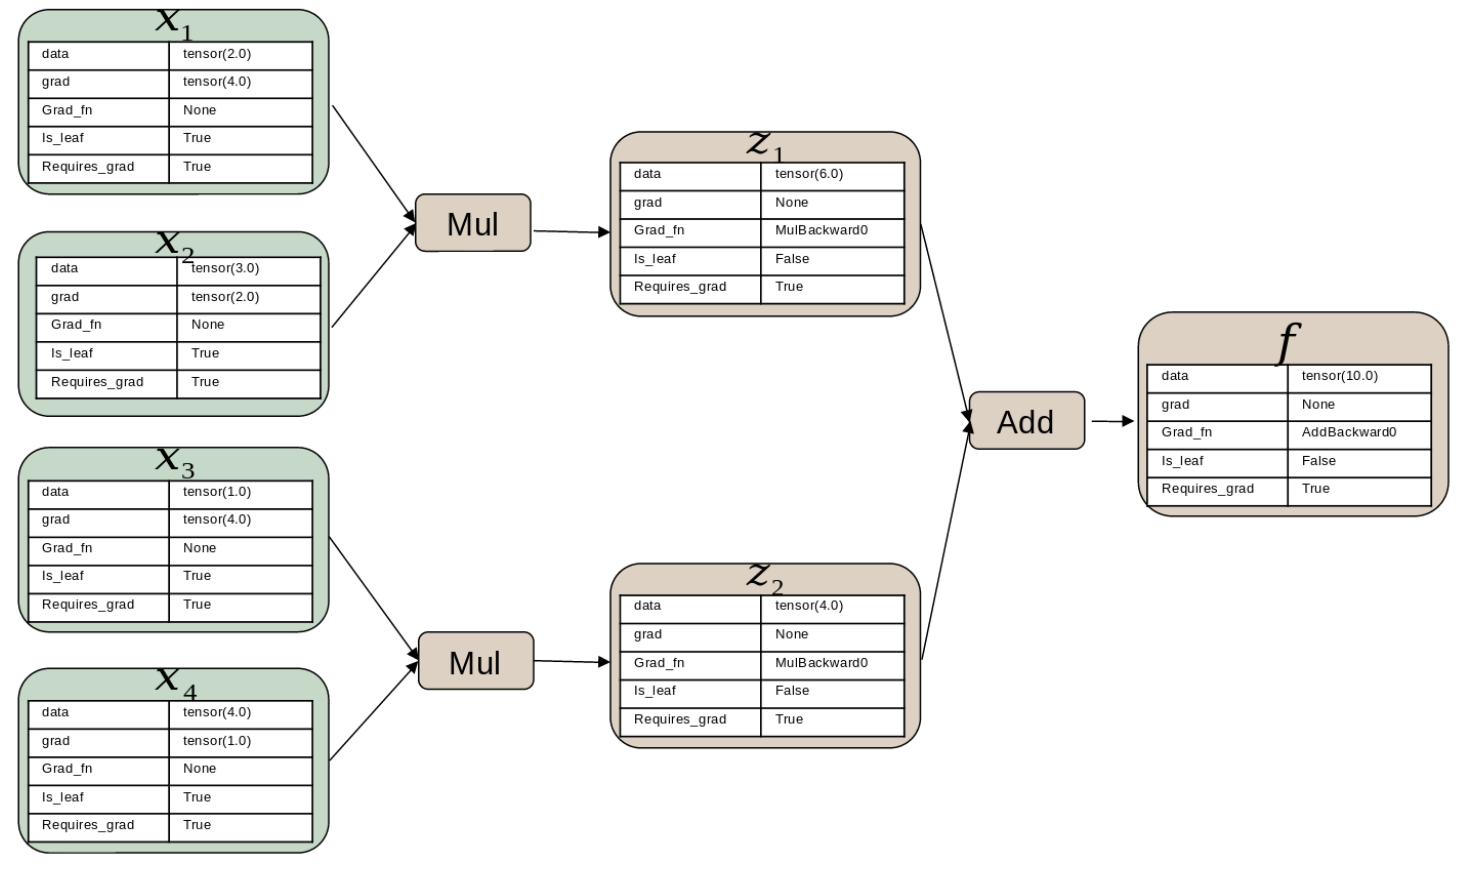 x1
data tensor(2.0)
grad tensor(4.0)
Grad_fn None
Is_leaf True
Requires_grad True
x2
data tensor(3.0)
grad tensor(2.0)
Grad_fn None
Is_leaf True
Requires_grad True
x3
data tensor(1.0)
grad tensor(4.0)
Grad_fn None
Is_leaf True
Requires_grad True
x4
data tensor(4.0)
grad tensor(1.0)
Grad_fn None
Is_leaf True
Requires_grad True
Mul
Mul
z1
data tensor(6.0)
grad None
Grad_fn MulBackward0
Is_leaf False
Requires_grad True
z2
data tensor(4.0)
grad None
Grad_fn MulBackward0
Is_leaf False
Requires_grad True
Add
f
data tensor(10.0)
grad None
Grad_fn AddBackward0
Is_leaf False
Requires_grad True